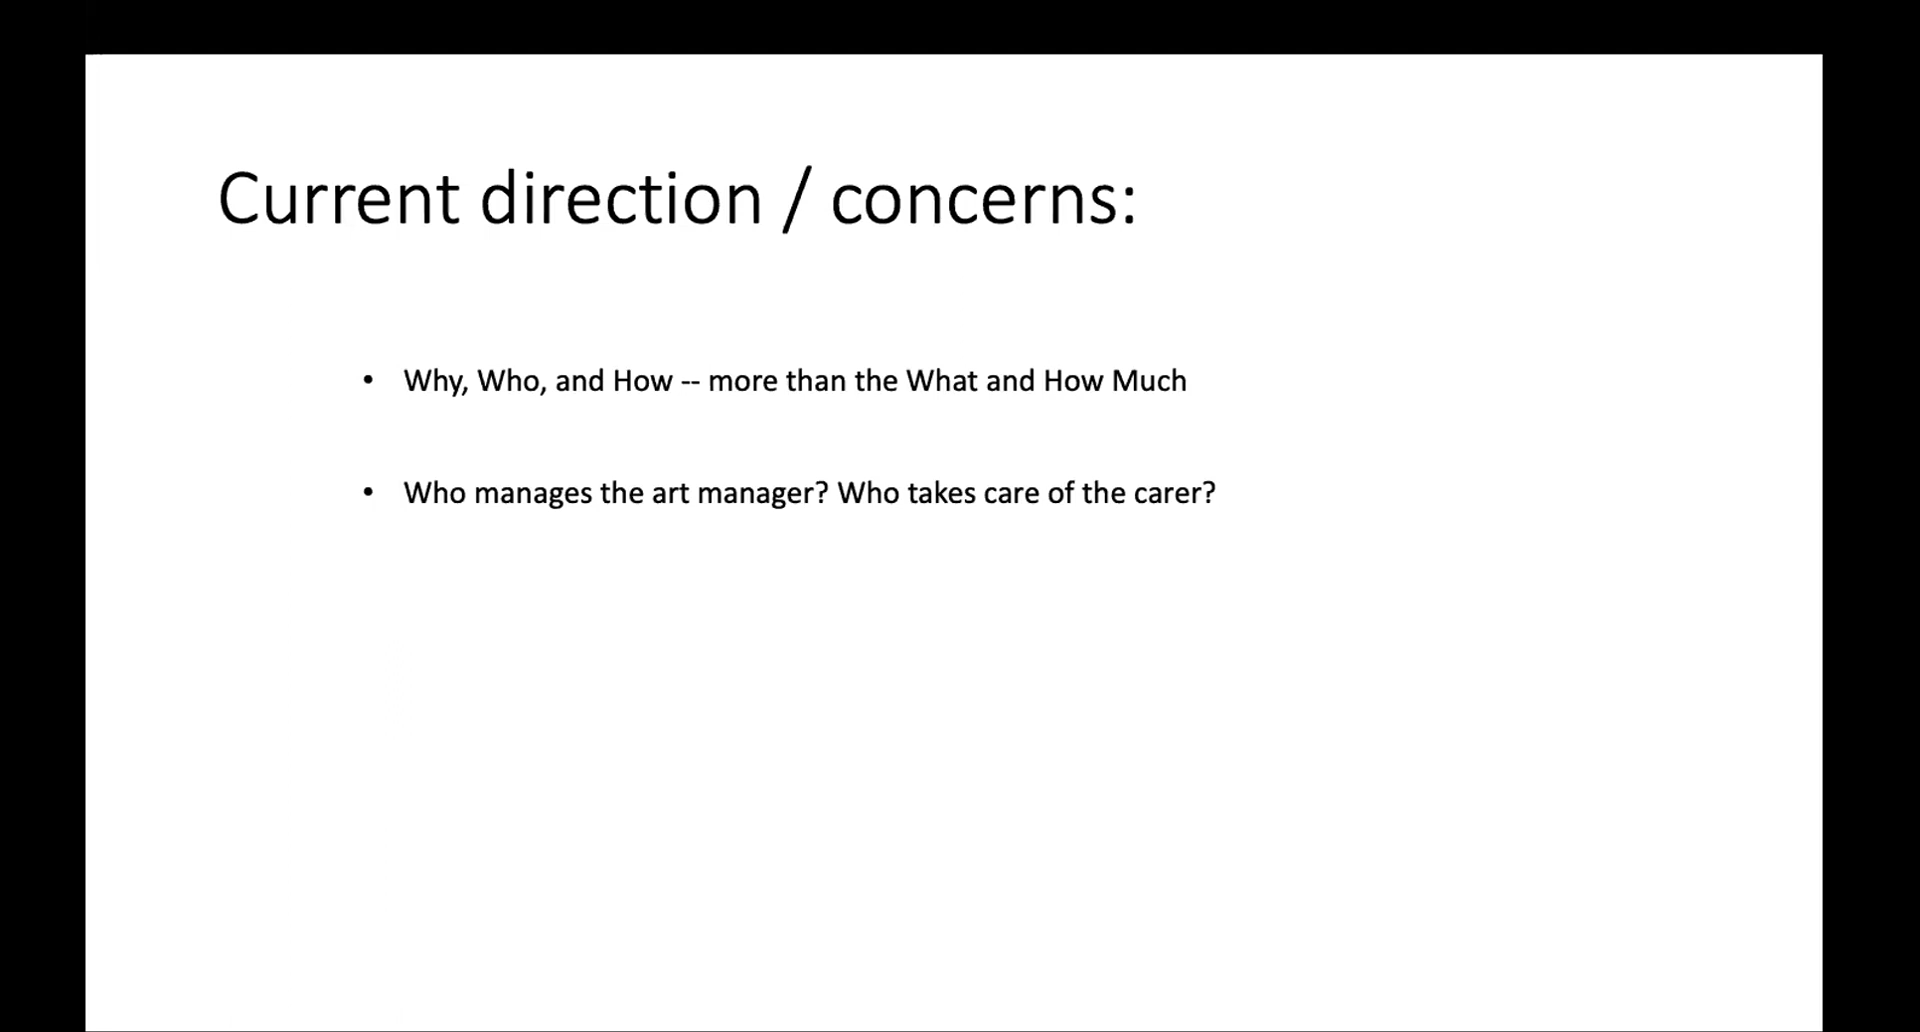 Current direction / concerns:
• Why, Who, and How -- more than the What and How Much
• Who manages the art manager? Who takes care of the carer?